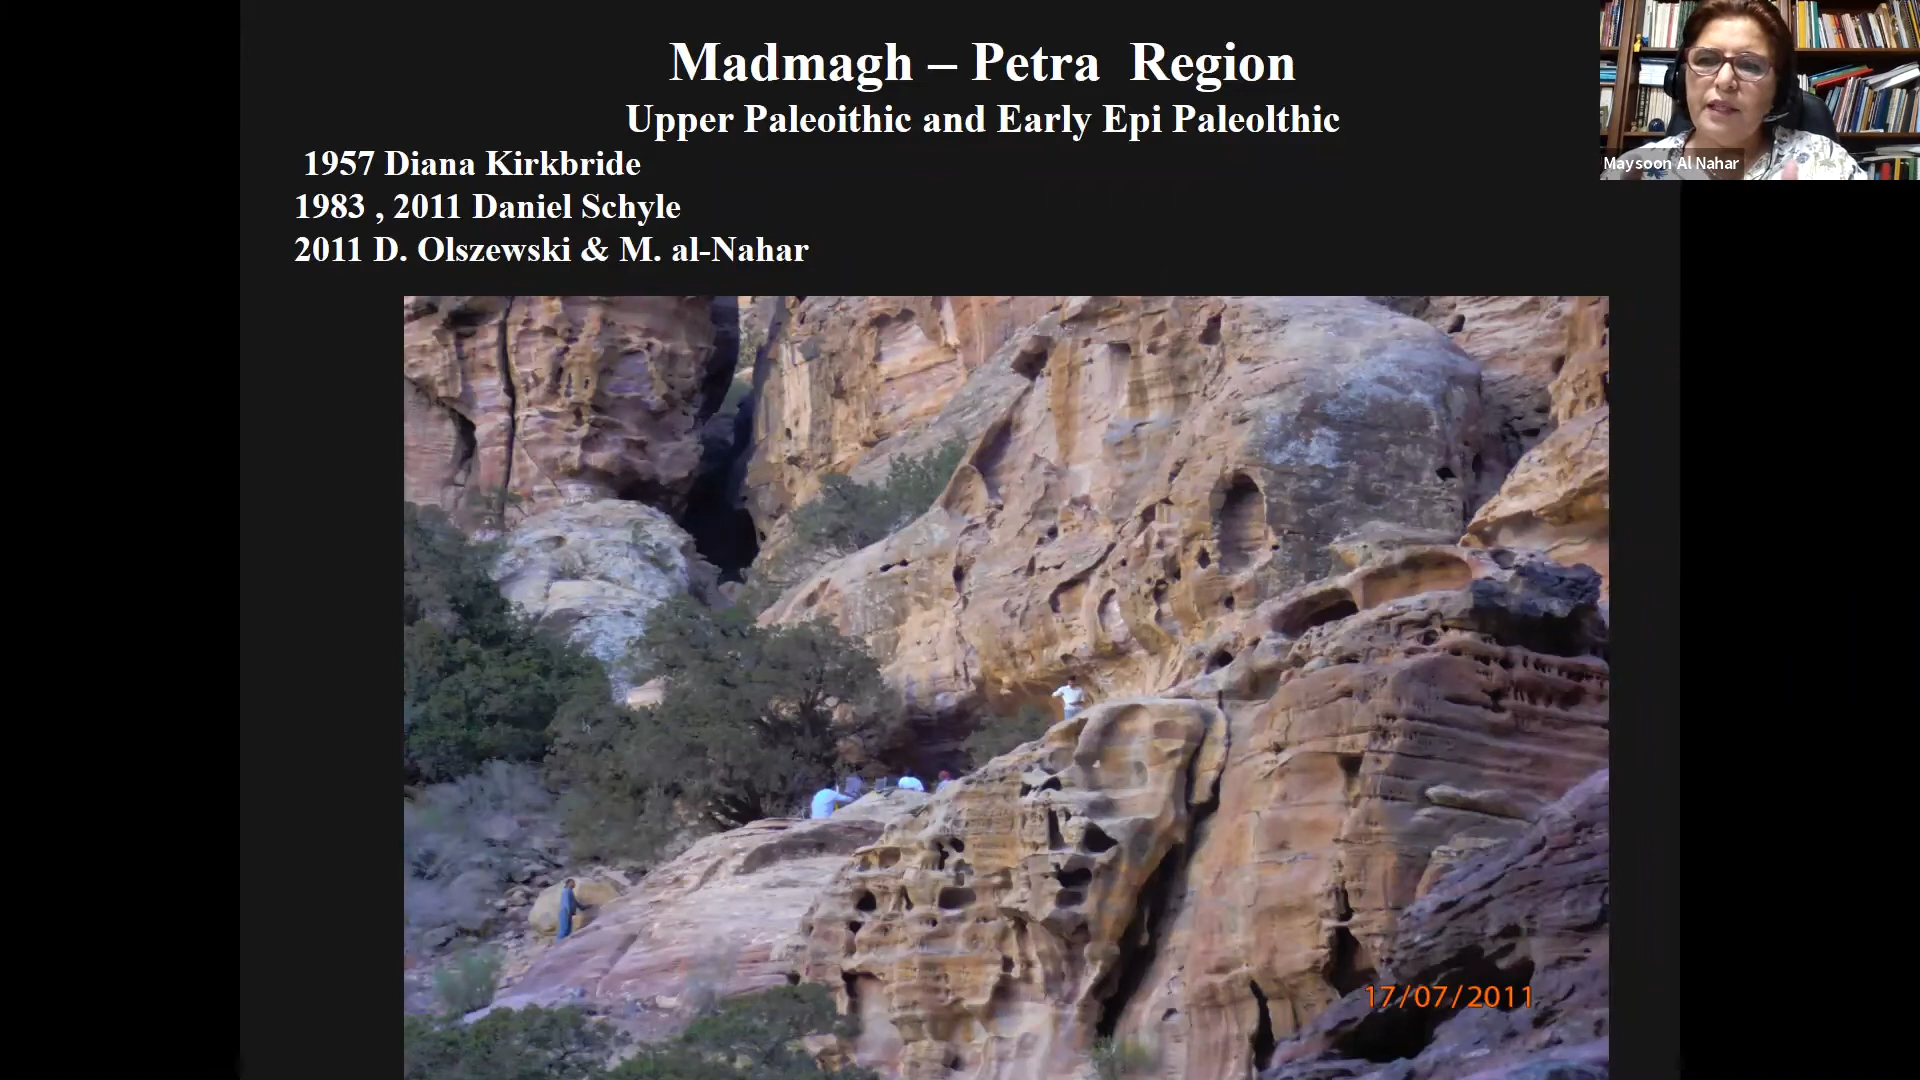 Madmagh – Petra Region
Upper Paleoithic and Early Epi Paleolthic
1957 Diana Kirkbride
1983 , 2011 Daniel Schyle
2011 D. Olszewski & M. al-Nahar
Maysoon Al Nahar
17/07/2011